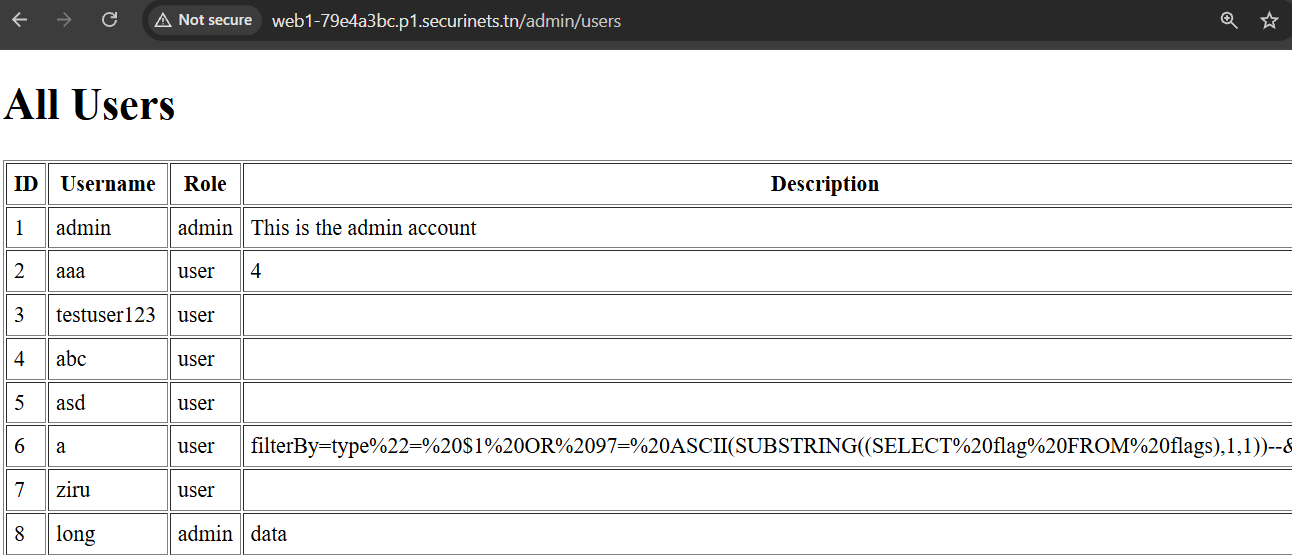 Not secure web1-79e4a3bc.p1.securinets.tn/admin/users
All Users
ID Username Role Description
1 admin admin This is the admin account
2 aaa user 4
3 testuser123 user
4 abc user
5 asd user
6 a user filterBy=type%22=%20$1%20OR%2097=%20ASCII(SUBSTRING((SELECT%20flag%20FROM%20flags),1,1))--&
7 ziru user
8 long admin data